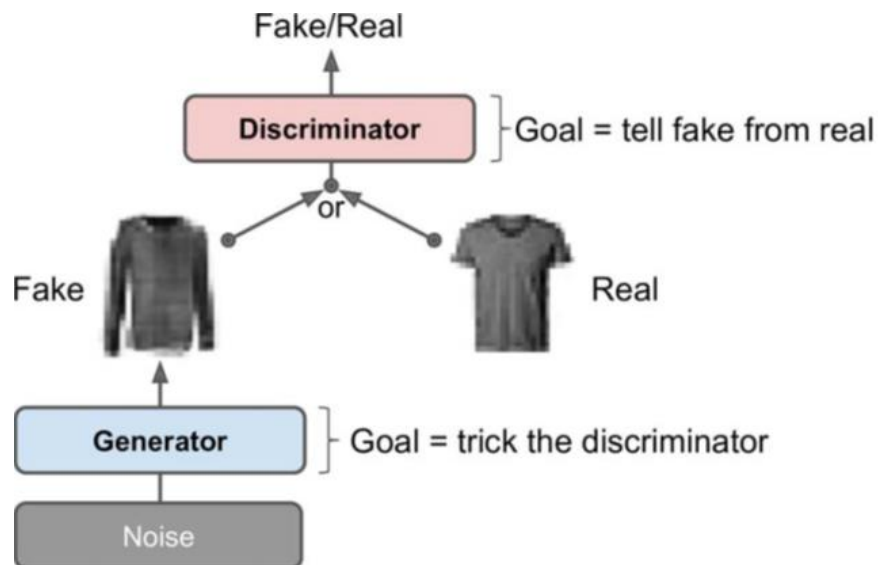 Fake/Real
Discriminator
Goal = tell fake from real
or
Fake
Real
Generator
Goal = trick the discriminator
Noise